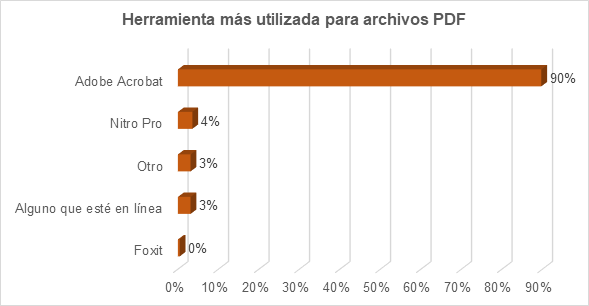 Herramienta más utilizada para archivos PDF
Adobe Acrobat 90%
Nitro Pro 4%
Otro 3%
Alguno que esté en línea 3%
Foxit 0%
0% 10% 20% 30% 40% 50% 60% 70% 80% 90%